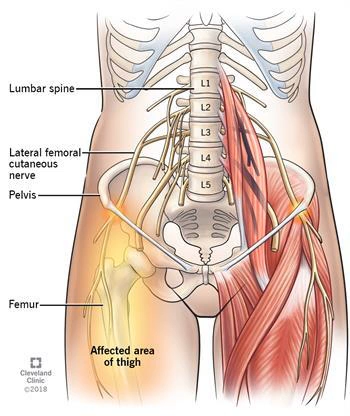 Lumbar spine
L1
L2
L3
L4
L5
Lateral femoral
cutaneous
nerve
Pelvis
Femur
Affected area
of thigh
Cleveland
Clinic
©2018